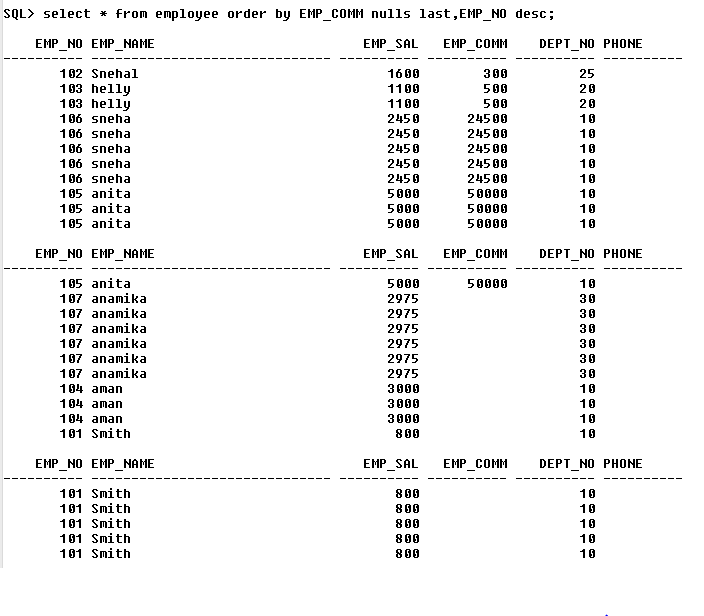 SQL> select * from employee order by EMP_COMM nulls last,EMP_NO desc;
EMP_NO EMP_NAME EMP_SAL EMP_COMM DEPT_NO PHONE
---------- ------------------------------ ---------- ---------- ---------- ----------
102 Snehal 1600 300 25
103 helly 1100 500 20
103 helly 1100 500 20
106 sneha 2450 24500 10
106 sneha 2450 24500 10
106 sneha 2450 24500 10
106 sneha 2450 24500 10
106 sneha 2450 24500 10
105 anita 5000 50000 10
105 anita 5000 50000 10
105 anita 5000 50000 10
EMP_NO EMP_NAME EMP_SAL EMP_COMM DEPT_NO PHONE
---------- ------------------------------ ---------- ---------- ---------- ----------
105 anita 5000 50000 10
107 anamika 2975 30
107 anamika 2975 30
107 anamika 2975 30
107 anamika 2975 30
107 anamika 2975 30
107 anamika 2975 30
104 aman 3000 10
104 aman 3000 10
104 aman 3000 10
101 Smith 800 10
EMP_NO EMP_NAME EMP_SAL EMP_COMM DEPT_NO PHONE
---------- ------------------------------ ---------- ---------- ---------- ----------
101 Smith 800 10
101 Smith 800 10
101 Smith 800 10
101 Smith 800 10
101 Smith 800 10